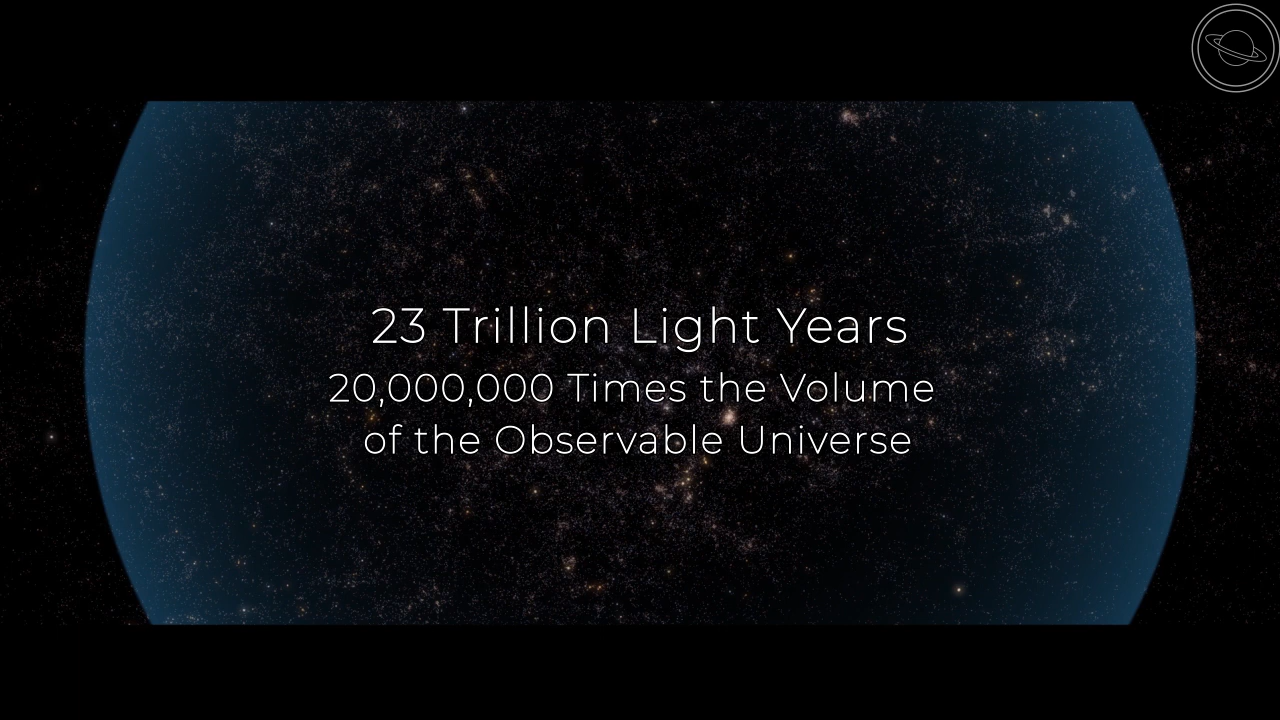 23 Trillion Light Years
20,000,000 Times the Volume
of the Observable Universe